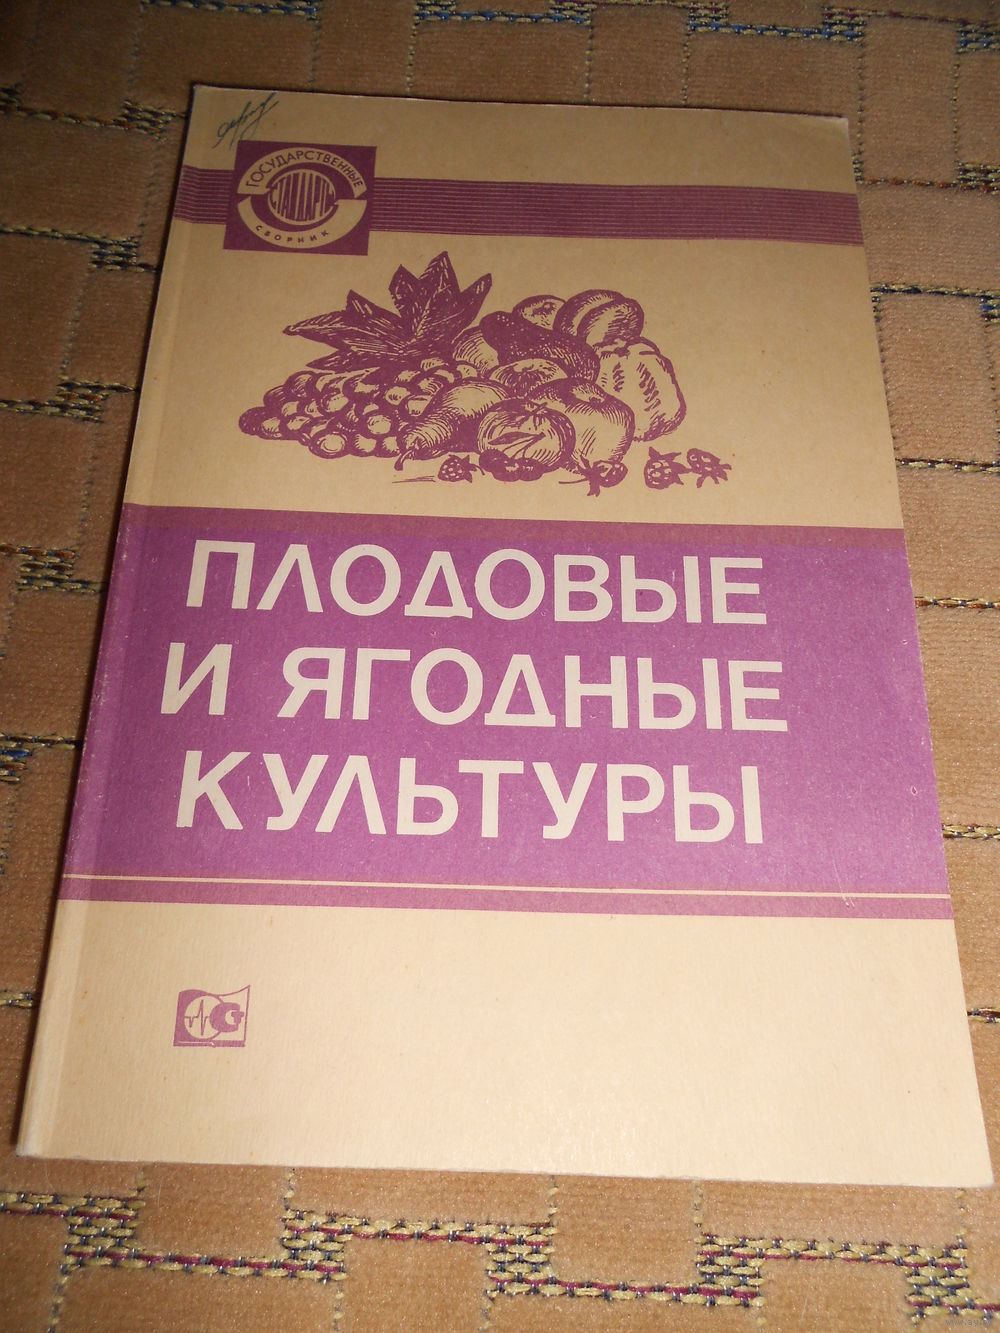 ГОСУДАРСТВЕННЫЕ
СТАНДАРТЫ
СБОРНИК
ПЛОДОВЫЕ
И ЯГОДНЫЕ
КУЛЬТУРЫ